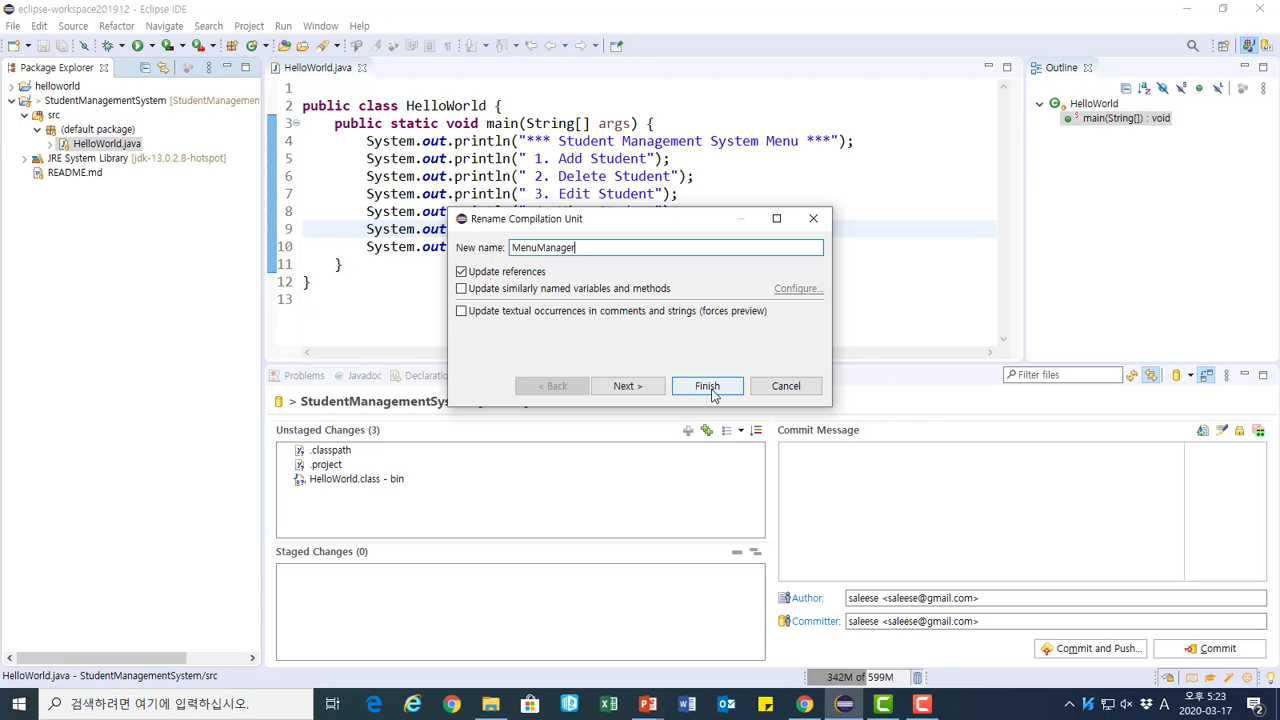 eclipse-workspace201912 - Eclipse IDE
File Edit Source Refactor Navigate Search Project Run Window Help
Package Explorer
helloworld
StudentManagementSystem [StudentManagemen
src
(default package)
HelloWorld.java
JRE System Library [jdk-13.0.2.8-hotspot]
README.md
HelloWorld.java
1
2 public class HelloWorld {
3 public static void main(String[] args) {
4 System.out.println("*** Student Management System Menu ***");
5 System.out.println(" 1. Add Student");
6 System.out.println(" 2. Delete Student");
7 System.out.println(" 3. Edit Student");
8 System.out
9 System.out
10 System.out
11 }
12 }
13
Outline
HelloWorld
main(String[]) : void
Rename Compilation Unit
New name: MenuManager
Update references
Update similarly named variables and methods Configure...
Update textual occurrences in comments and strings (forces preview)
< Back Next > Finish Cancel
Problems Javadoc Declaratio
Filter files
StudentManagementSys
Unstaged Changes (3)
.classpath
.project
HelloWorld.class - bin
Staged Changes (0)
Commit Message
Author: saleese <saleese@gmail.com>
Committer: saleese <saleese@gmail.com>
Commit and Push... Commit
HelloWorld.java - StudentManagementSystem/src
342M of 599M
검색하려면 여기에 입력하십시오.
A
오후 5:23
2020-03-17